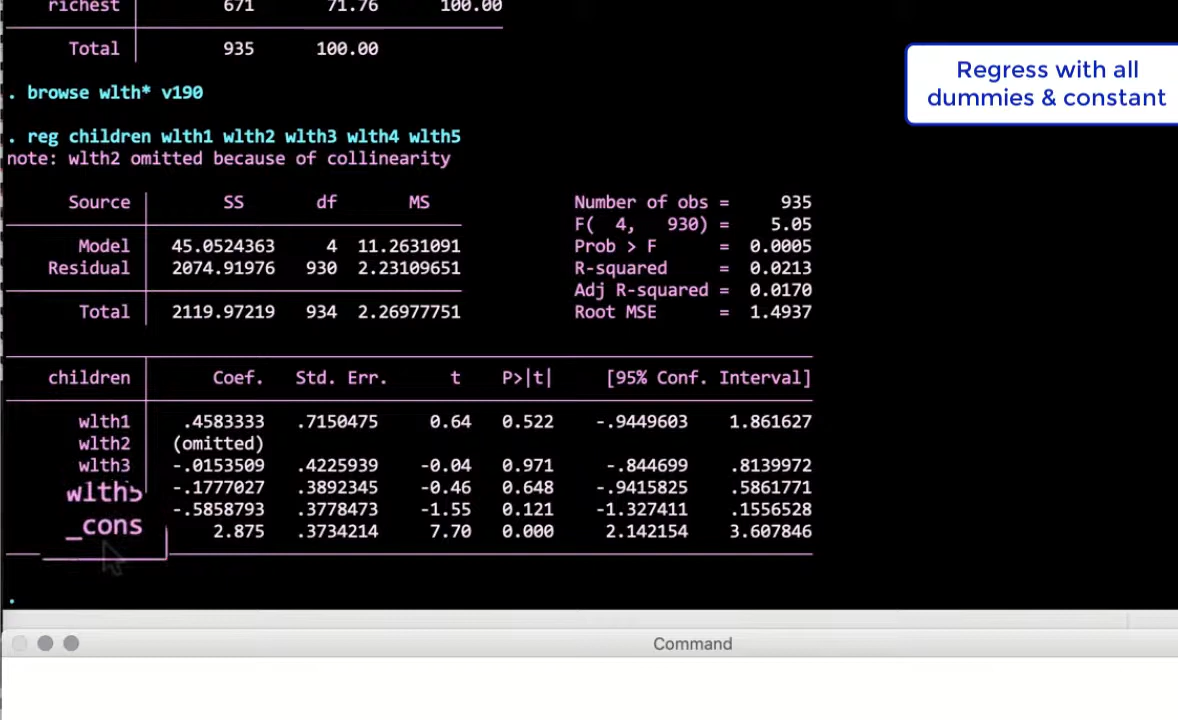 richest 671 71.76 100.00
Total 935 100.00
Regress with all
dummies & constant
. browse wlth* v190
. reg children wlth1 wlth2 wlth3 wlth4 wlth5
note: wlth2 omitted because of collinearity
Source SS df MS Number of obs = 935
F( 4, 930) = 5.05
Model 45.0524363 4 11.2631091 Prob > F = 0.0005
Residual 2074.91976 930 2.23109651 R-squared = 0.0213
Adj R-squared = 0.0170
Total 2119.97219 934 2.26977751 Root MSE = 1.4937
children Coef. Std. Err. t P>|t| [95% Conf. Interval]
wlth1 .4583333 .7150475 0.64 0.522 -.9449603 1.861627
wlth2 (omitted)
wlth3 -.0153509 .4225939 -0.04 0.971 -.844699 .8139972
wlth5 -.1777027 .3892345 -0.46 0.648 -.9415825 .5861771
-.5858793 .3778473 -1.55 0.121 -1.327411 .1556528
_cons 2.875 .3734214 7.70 0.000 2.142154 3.607846
.
Command